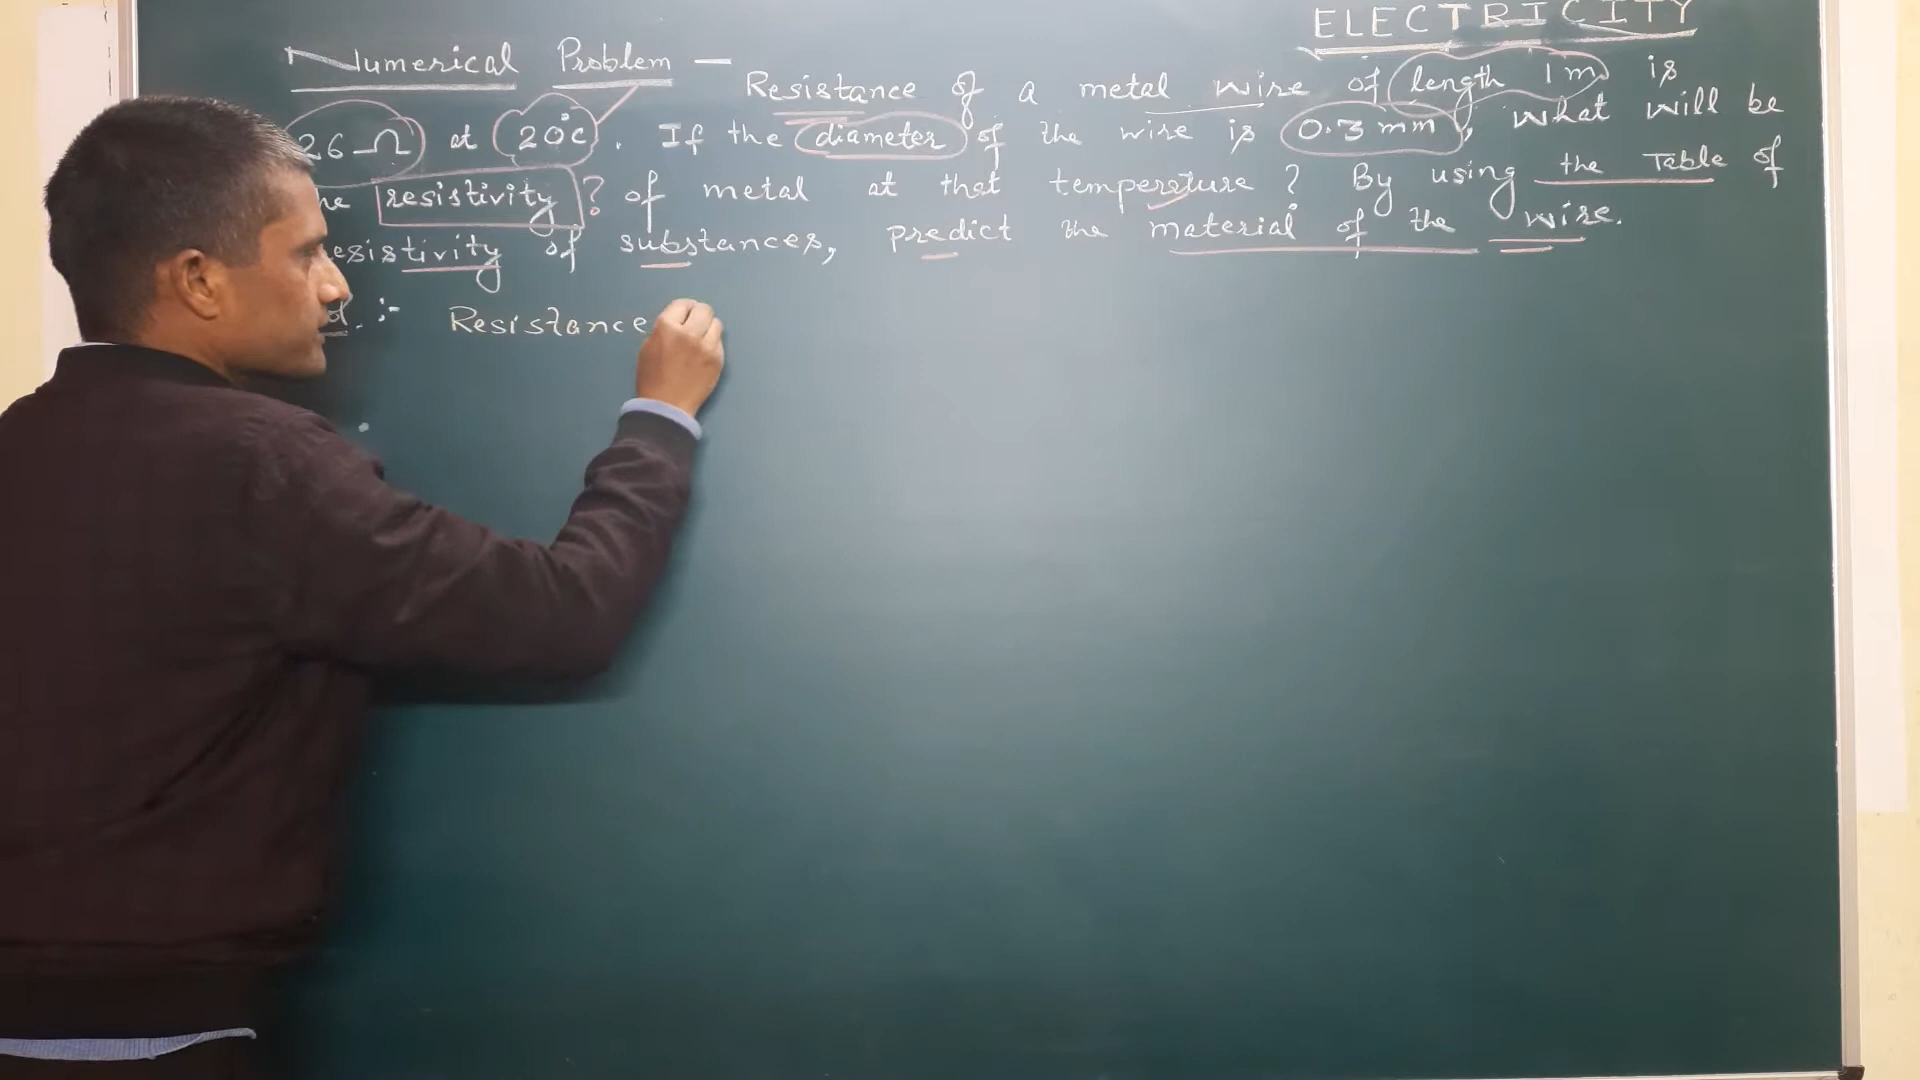 ELECTRICITY
Numerical Problem — Resistance of a metal wire of length 1 m is
26 Ω at 20°c. If the diameter of the wire is 0.3 mm, what will be
he resistivity ? of metal at that temperature ? By using the Table of
esistivity of substances, predict the material of the wire.
:- Resistance